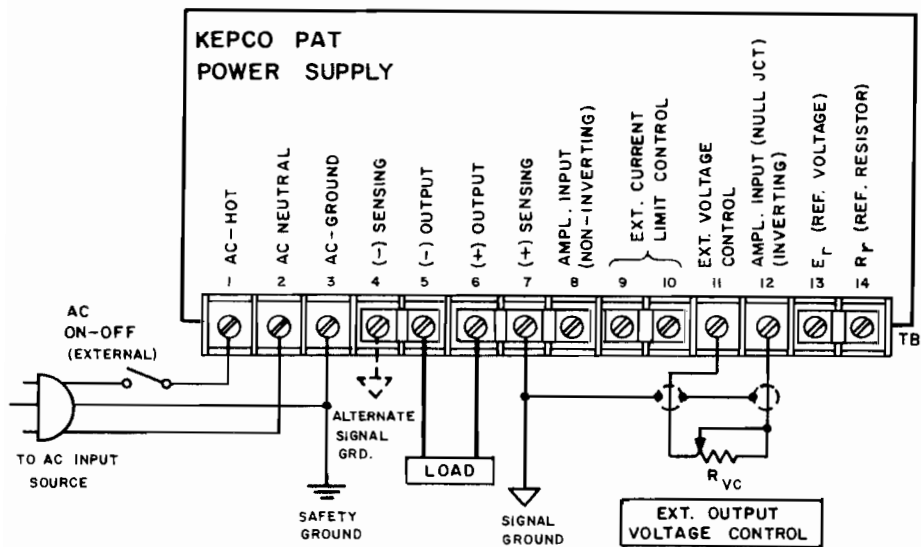 KEPCO PAT
POWER SUPPLY
AC-HOT
AC NEUTRAL
AC-GROUND
(-) SENSING
(-) OUTPUT
(+) OUTPUT
(+) SENSING
AMPL. INPUT
(NON-INVERTING)
EXT. CURRENT
LIMIT CONTROL
EXT. VOLTAGE
CONTROL
AMPL. INPUT (NULL JCT)
(INVERTING)
Er (REF. VOLTAGE)
Rr (REF. RESISTOR)
1 2 3 4 5 6 7 8 9 10 11 12 13 14
TB
AC
ON-OFF
(EXTERNAL)
TO AC INPUT
SOURCE
ALTERNATE
SIGNAL
GRD.
LOAD
SAFETY
GROUND
SIGNAL
GROUND
RVC
EXT. OUTPUT
VOLTAGE CONTROL